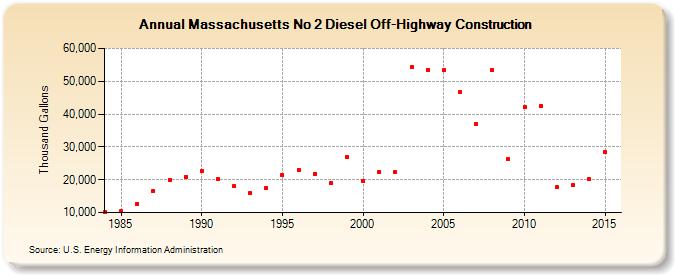 Annual Massachusetts No 2 Diesel Off-Highway Construction
Thousand Gallons
60,000
50,000
40,000
30,000
20,000
10,000
1985 1990 1995 2000 2005 2010 2015
Source: U.S. Energy Information Administration